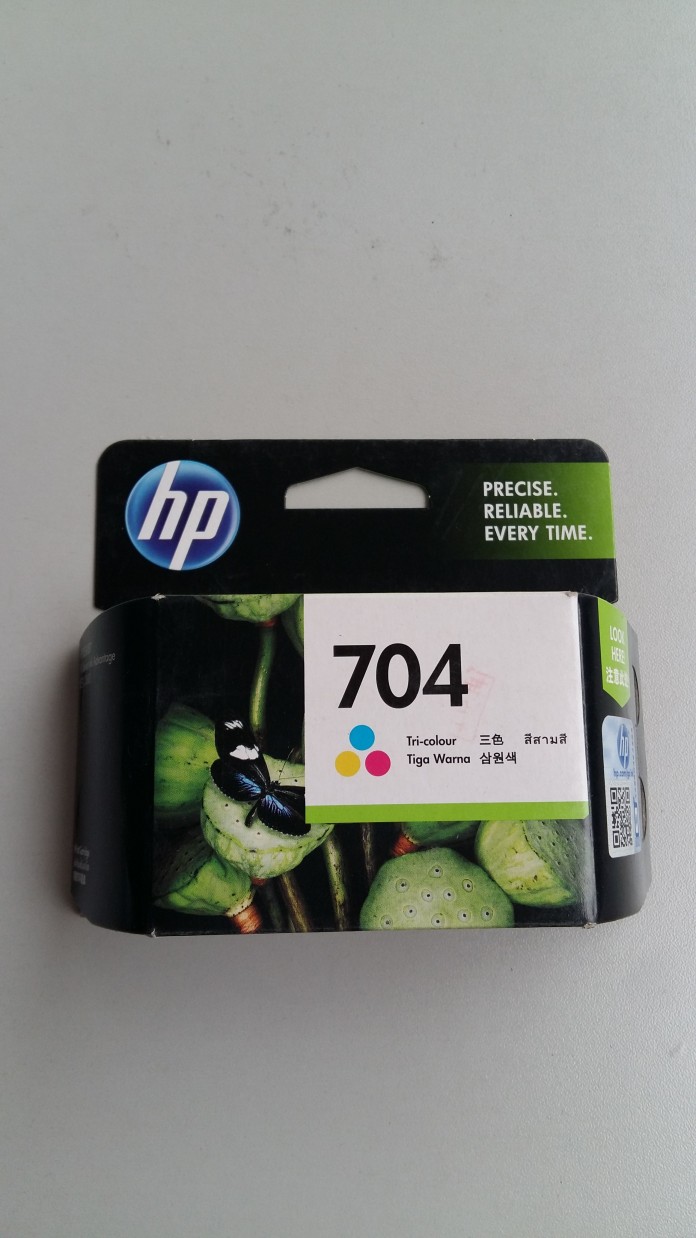 hp
PRECISE.
RELIABLE.
EVERY TIME.
704
Tri-colour 三色 สีสามสี
Tiga Warna 삼원색
LOOK
HERE!
hp